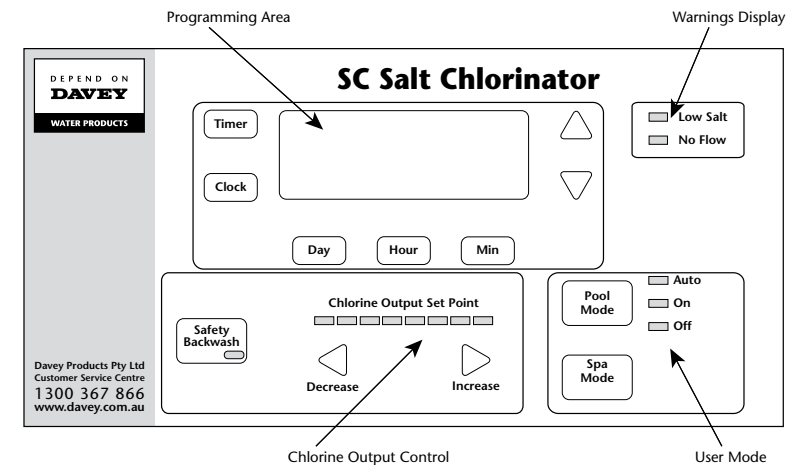 Programming Area
Warnings Display
DEPEND ON
DAVEY
WATER PRODUCTS
SC Salt Chlorinator
Timer
Clock
Day
Hour
Min
Low Salt
No Flow
Safety
Backwash
Chlorine Output Set Point
Decrease
Increase
Pool
Mode
Spa
Mode
Auto
On
Off
Davey Products Pty Ltd
Customer Service Centre
1300 367 866
www.davey.com.au
Chlorine Output Control
User Mode